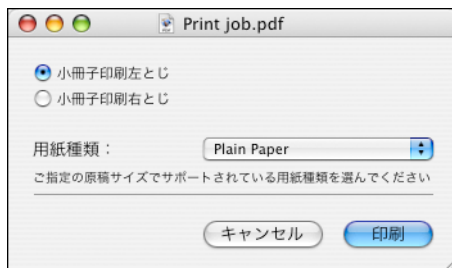 Print job.pdf
小冊子印刷左とじ
小冊子印刷右とじ
用紙種類： Plain Paper
ご指定の原稿サイズでサポートされている用紙種類を選んでください
キャンセル 印刷